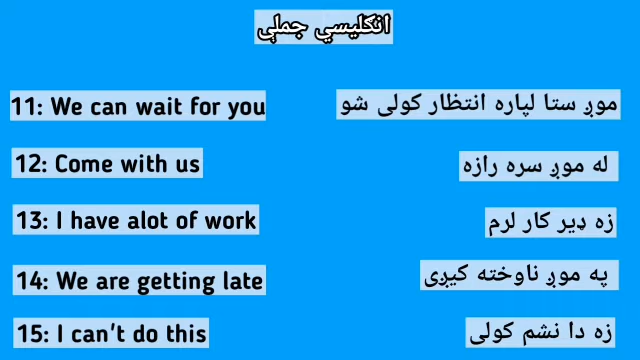 انګلیسي جملې
11: We can wait for you
موږ ستا لپاره انتظار کولی شو
12: Come with us
له موږ سره رازه
13: I have alot of work
زه ډیر کار لرم
14: We are getting late
په موږ ناوخته کیږی
15: I can't do this
زه دا نشم کولی